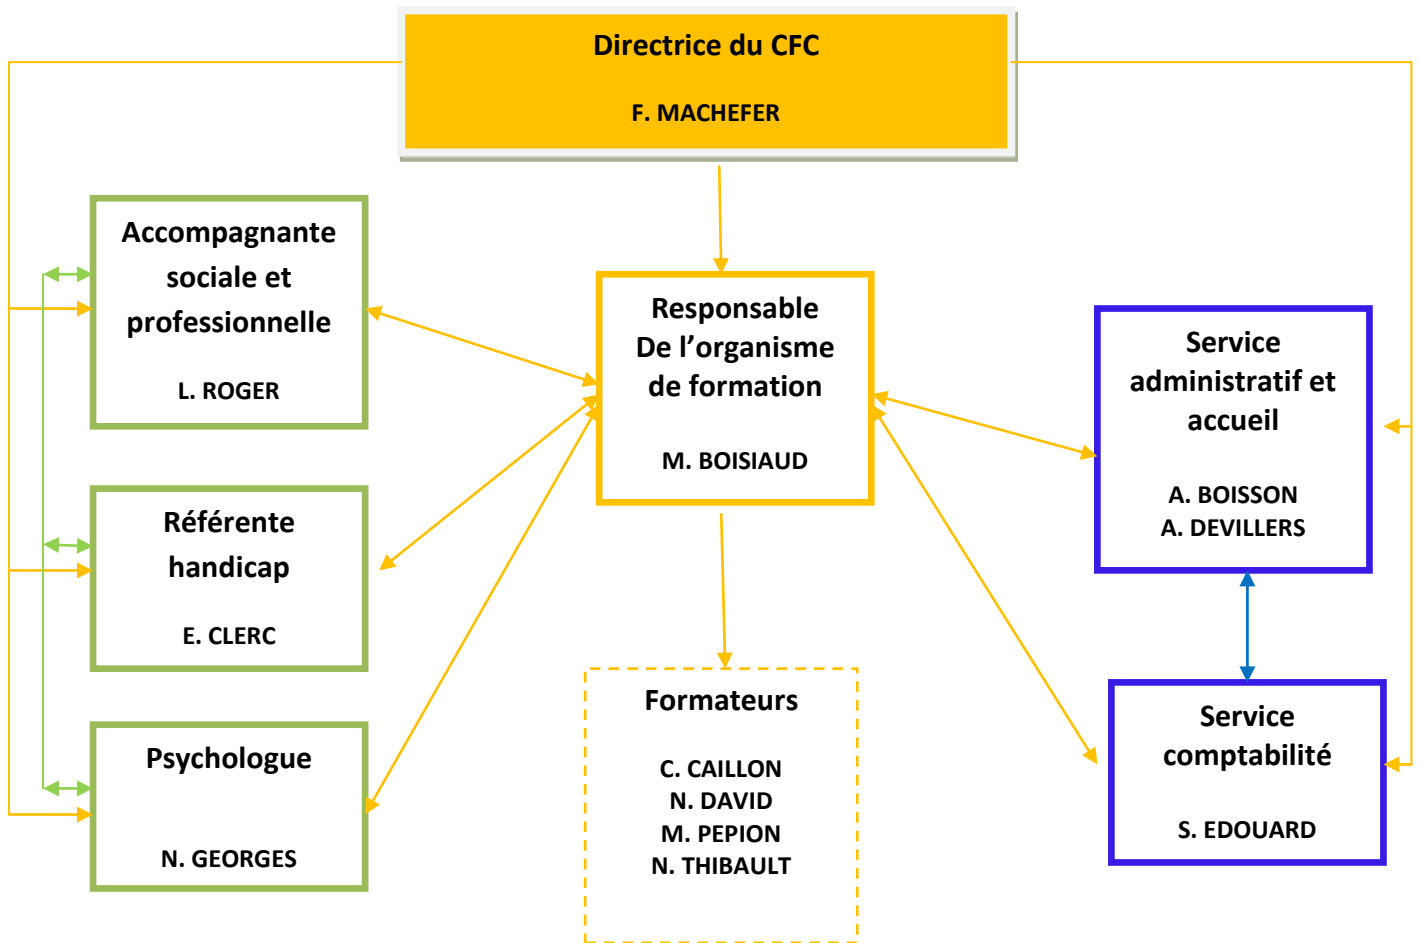 Directrice du CFC
F. MACHEFER
Accompagnante
sociale et
professionnelle
L. ROGER
Référente
handicap
E. CLERC
Psychologue
N. GEORGES
Responsable
De l’organisme
de formation
M. BOISIAUD
Formateurs
C. CAILLON
N. DAVID
M. PEPION
N. THIBAULT
Service
administratif et
accueil
A. BOISSON
A. DEVILLERS
Service
comptabilité
S. EDOUARD